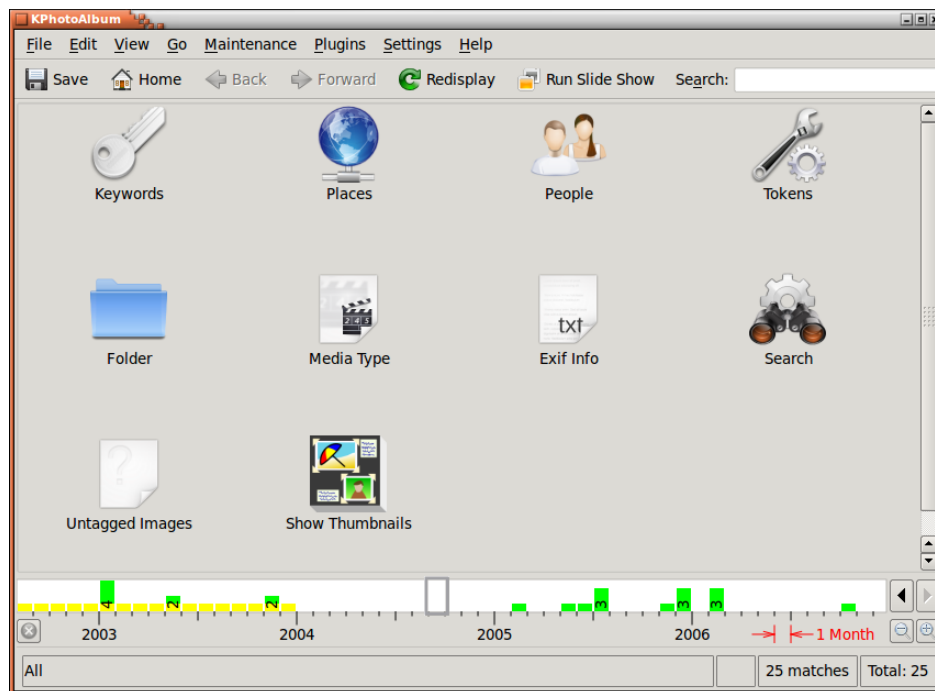 KPhotoAlbum
File Edit View Go Maintenance Plugins Settings Help
Save Home Back Forward Redisplay Run Slide Show Search:
Keywords Places People Tokens
245
txt
Folder Media Type Exif Info Search
?
Untagged Images Show Thumbnails
4 2 2 3 3 3
2003 2004 2005 2006 1 Month
All 25 matches Total: 25